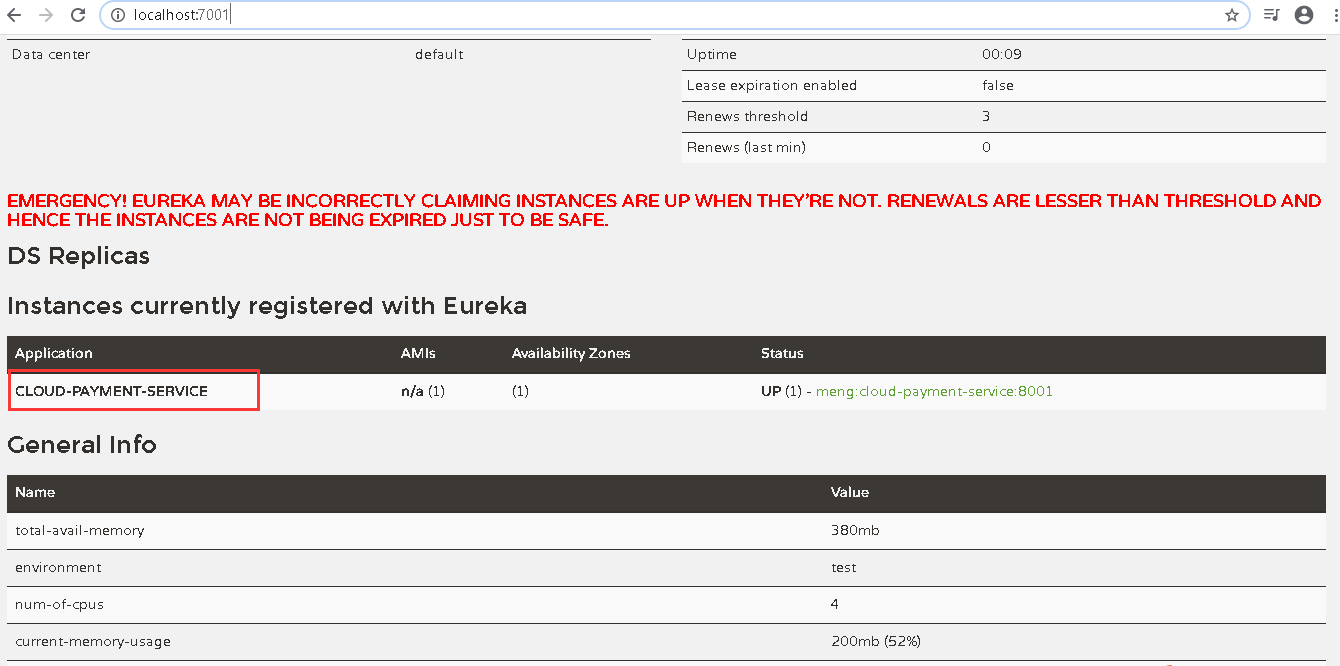 localhost:7001
Data center default
Uptime 00:09
Lease expiration enabled false
Renews threshold 3
Renews (last min) 0
EMERGENCY! EUREKA MAY BE INCORRECTLY CLAIMING INSTANCES ARE UP WHEN THEY'RE NOT. RENEWALS ARE LESSER THAN THRESHOLD AND
HENCE THE INSTANCES ARE NOT BEING EXPIRED JUST TO BE SAFE.
DS Replicas
Instances currently registered with Eureka
Application AMIs Availability Zones Status
CLOUD-PAYMENT-SERVICE n/a (1) (1) UP (1) - meng:cloud-payment-service:8001
General Info
Name Value
total-avail-memory 380mb
environment test
num-of-cpus 4
current-memory-usage 200mb (52%)